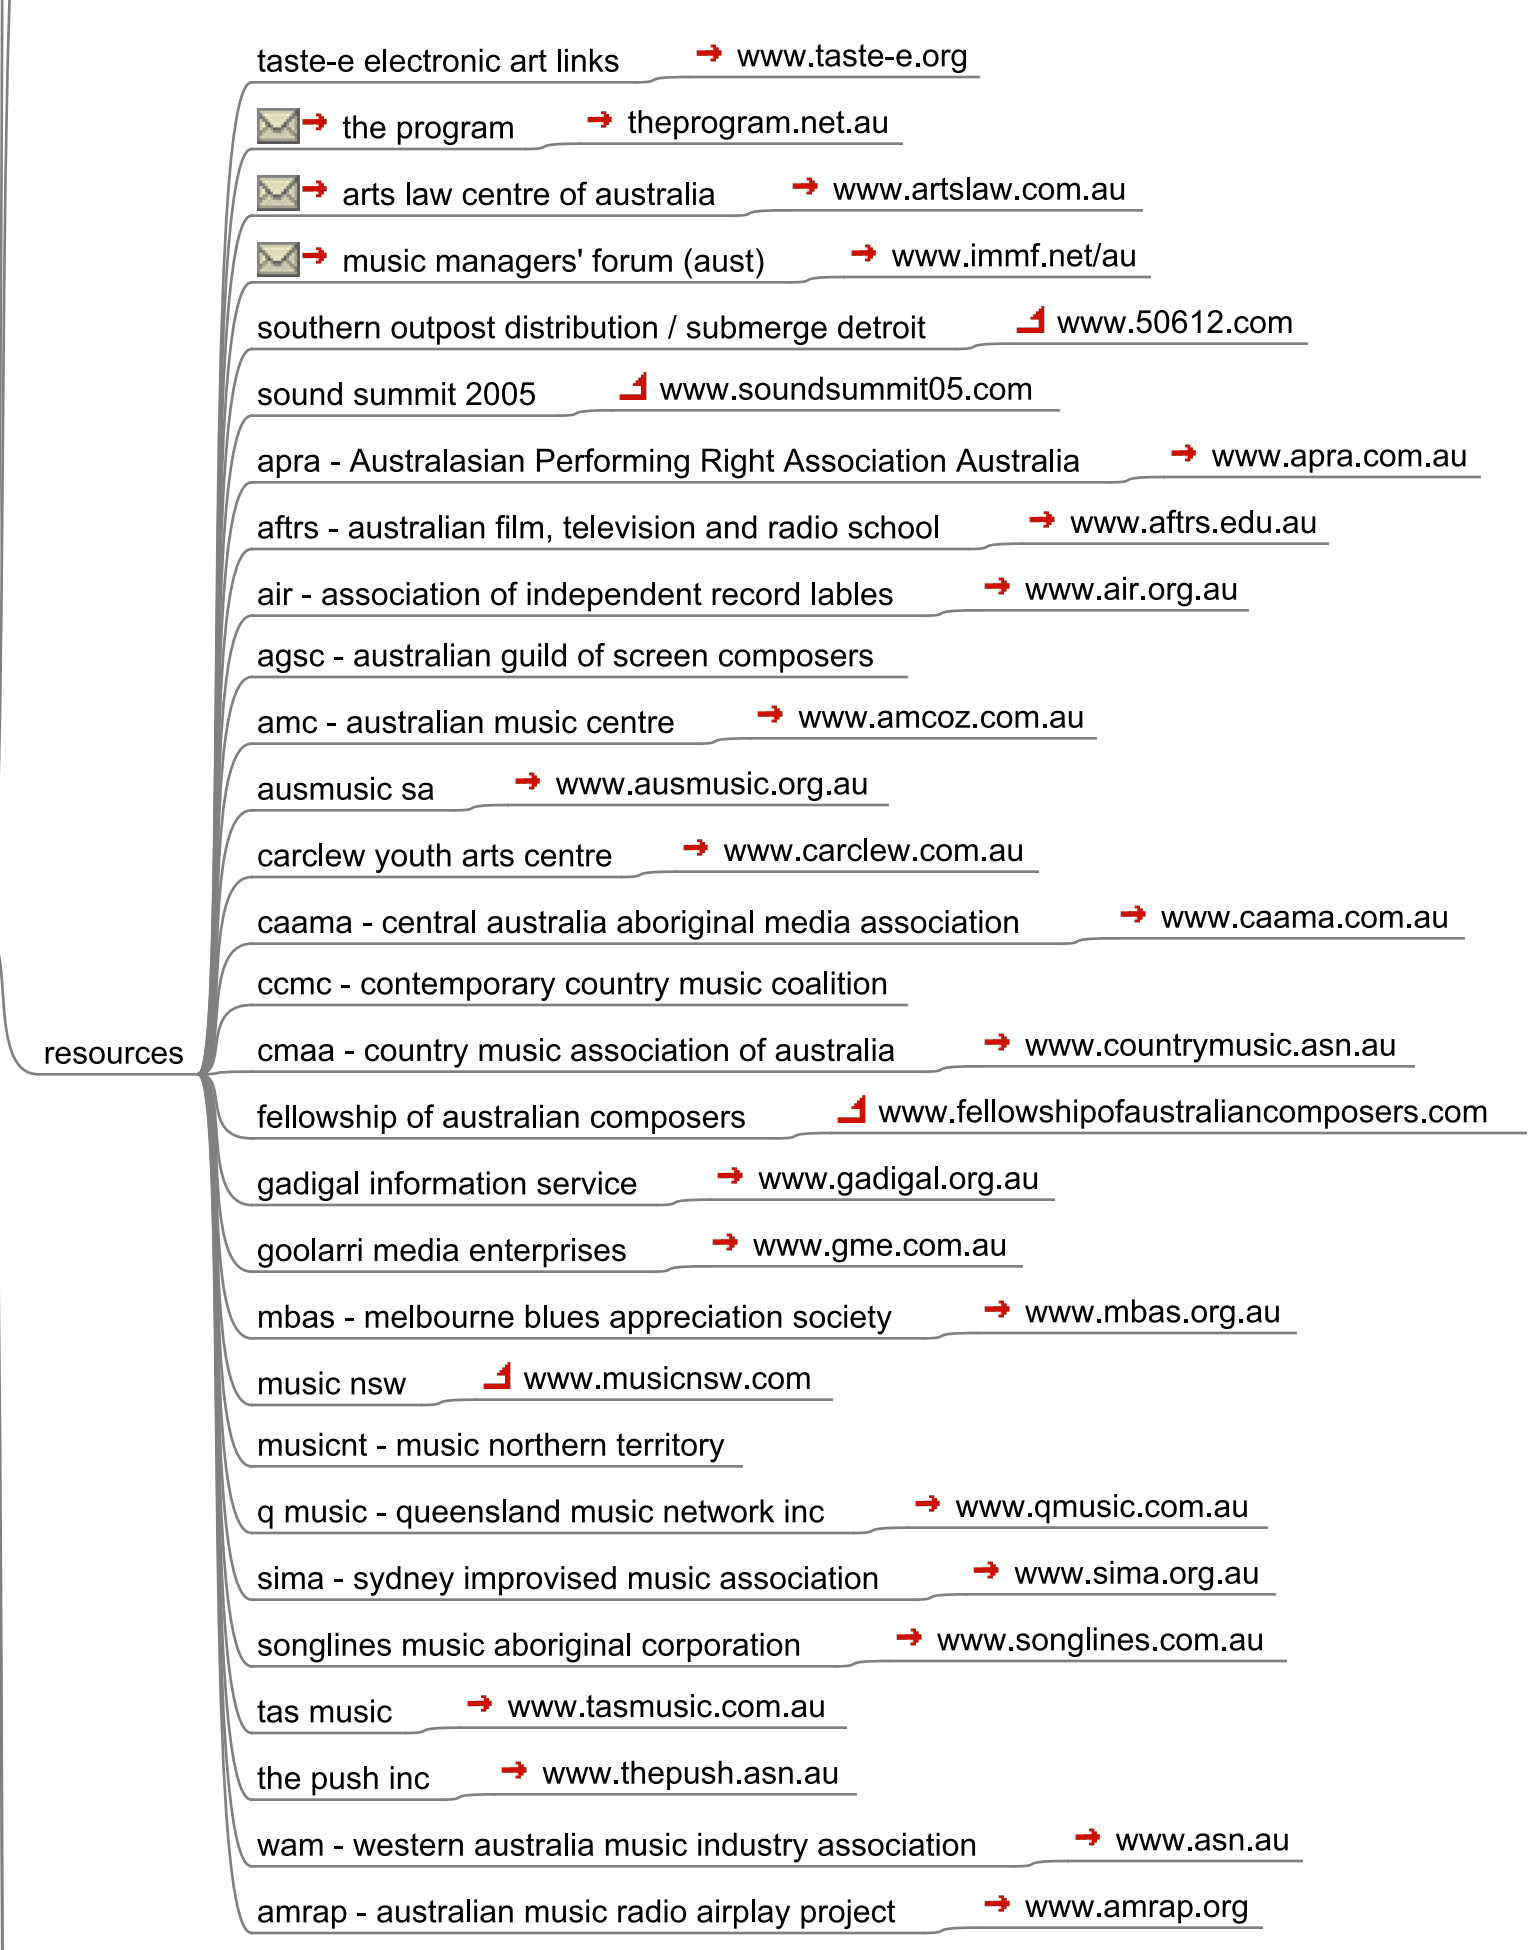 taste-e electronic art links www.taste-e.org
the program theprogram.net.au
arts law centre of australia www.artslaw.com.au
music managers' forum (aust) www.immf.net/au
southern outpost distribution / submerge detroit www.50612.com
sound summit 2005 www.soundsummit05.com
apra - Australasian Performing Right Association Australia www.apra.com.au
aftrs - australian film, television and radio school www.aftrs.edu.au
air - association of independent record lables www.air.org.au
agsc - australian guild of screen composers
amc - australian music centre www.amcoz.com.au
ausmusic sa www.ausmusic.org.au
carclew youth arts centre www.carclew.com.au
caama - central australia aboriginal media association www.caama.com.au
ccmc - contemporary country music coalition
resources
cmaa - country music association of australia www.countrymusic.asn.au
fellowship of australian composers www.fellowshipofaustraliancomposers.com
gadigal information service www.gadigal.org.au
goolarri media enterprises www.gme.com.au
mbas - melbourne blues appreciation society www.mbas.org.au
music nsw www.musicnsw.com
musicnt - music northern territory
q music - queensland music network inc www.qmusic.com.au
sima - sydney improvised music association www.sima.org.au
songlines music aboriginal corporation www.songlines.com.au
tas music www.tasmusic.com.au
the push inc www.thepush.asn.au
wam - western australia music industry association www.asn.au
amrap - australian music radio airplay project www.amrap.org